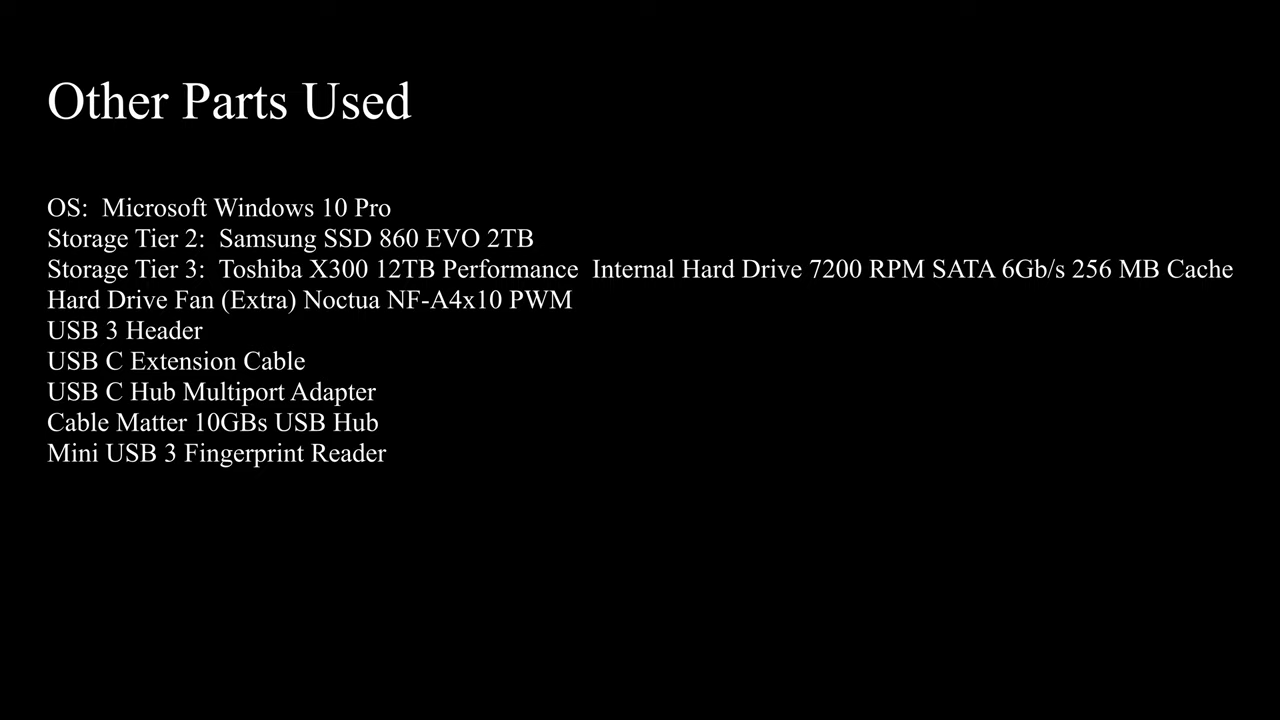 Other Parts Used
OS:  Microsoft Windows 10 Pro
Storage Tier 2:  Samsung SSD 860 EVO 2TB
Storage Tier 3:  Toshiba X300 12TB Performance  Internal Hard Drive 7200 RPM SATA 6Gb/s 256 MB Cache
Hard Drive Fan (Extra) Noctua NF-A4x10 PWM
USB 3 Header
USB C Extension Cable
USB C Hub Multiport Adapter
Cable Matter 10GBs USB Hub
Mini USB 3 Fingerprint Reader